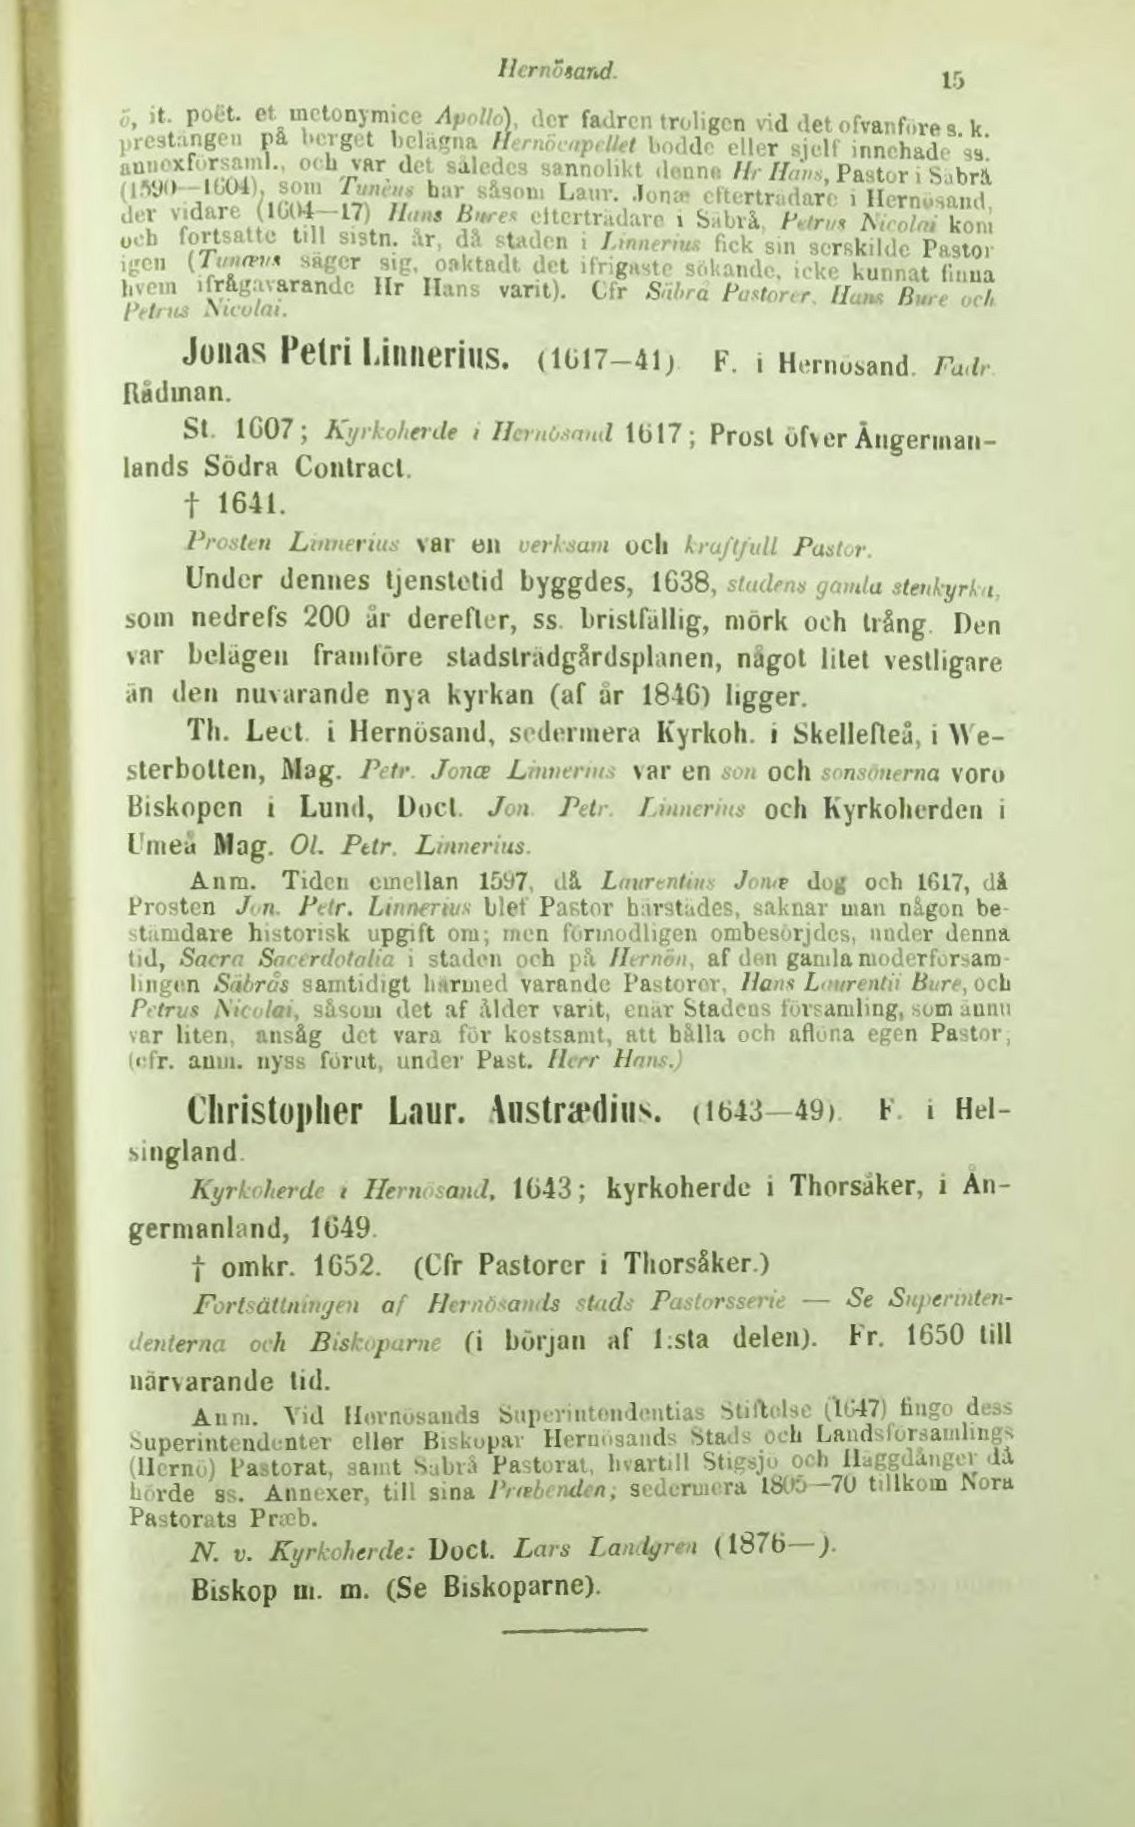 Hernösand.
15
ö, it. poët. et metonymice Apollo), der fadren troligen vid det ofvanföre s. k.
prestängen på berget belägna Hernöcapellet bodde eller sjelf innehade ss.
annexförsaml., och var det således sannolikt denne Hr Hans, Pastor i Säbrå
(1590—1604), som Tunæus har såsom Laur. Jonæ efterträdare i Hernösand,
der vidare (1604—17) Hans Bures efterträdare i Säbrå, Petrus Nicolai kom
och fortsatte till sistn. år, då staden i Linnerius fick sin serskilde Pastor
igen (Tunæus säger sig, oaktadt det ifrigaste sökande, icke kunnat finna
hvem ifrågavarande Hr Hans varit). Cfr Säbrå Pastorer, Hans Bure och
Petrus Nicolai.
Jonas Petri Linnerius. (1617—41) F. i Hernösand. Fadr
Rådman.
St. 1607; Kyrkoherde i Hernösand 1617; Prost öfver Ångerman-
lands Södra Contract.
† 1641.
Prosten Linnerius var en verksam och kraftfull Pastor.
Under dennes tjenstetid byggdes, 1638, stadens gamla stenkyrka,
som nedrefs 200 år derefter, ss. bristfällig, mörk och trång. Den
var belägen framföre stadsträdgårdsplanen, något litet vestligare
än den nuvarande nya kyrkan (af år 1846) ligger.
Th. Lect. i Hernösand, sedermera Kyrkoh. i Skellefteå, i We-
sterbotten, Mag. Petr. Jonæ Linnerius var en son och sonsönerna voro
Biskopen i Lund, Doct. Jon. Petr. Linnerius och Kyrkoherden i
Umeå Mag. Ol. Petr. Linnerius.
Anm. Tiden emellan 1597, då Laurentius Jonæ dog och 1617, då
Prosten Jon. Petr. Linnerius blef Pastor härstädes, saknar man någon be-
stämdare historisk upgift om; men förmodligen ombesörjdes, under denna
tid, Sacra Sacerdotalia i staden och på Hernön, af den gamla moderförsam-
lingen Säbrås samtidigt härmed varande Pastorer, Hans Laurentii Bure, och
Petrus Nicolai, såsom det af ålder varit, enär Stadens församling, som ännu
var liten, ansåg det vara för kostsamt, att hålla och aflöna egen Pastor;
(cfr. anm. nyss förut, under Past. Herr Hans.)
Christopher Laur. Austrædius. (1643—49). F. i Hel-
singland.
Kyrkoherde i Hernösand, 1643; kyrkoherde i Thorsåker, i Ån-
germanland, 1649.
† omkr. 1652. (Cfr Pastorer i Thorsåker.)
Fortsättningen af Hernösands stads Pastorsserie — Se Superinten-
denterna och Biskoparne (i början af 1:sta delen). Fr. 1650 till
närvarande tid.
Anm. Vid Hernösands Superintendentias Stiftelse (1647) fingo dess
Superintendenter eller Biskopar Hernösands Stads och Landsförsamlings
(Hernö) Pastorat, samt Säbrå Pastorat, hvartill Stigsjö och Häggdånger då
hörde ss. Annexer, till sina Præbenden; sedermera 1805—70 tillkom Nora
Pastorats Præb.
N. v. Kyrkoherde: Doct. Lars Landgren (1876— ).
Biskop m. m. (Se Biskoparne).